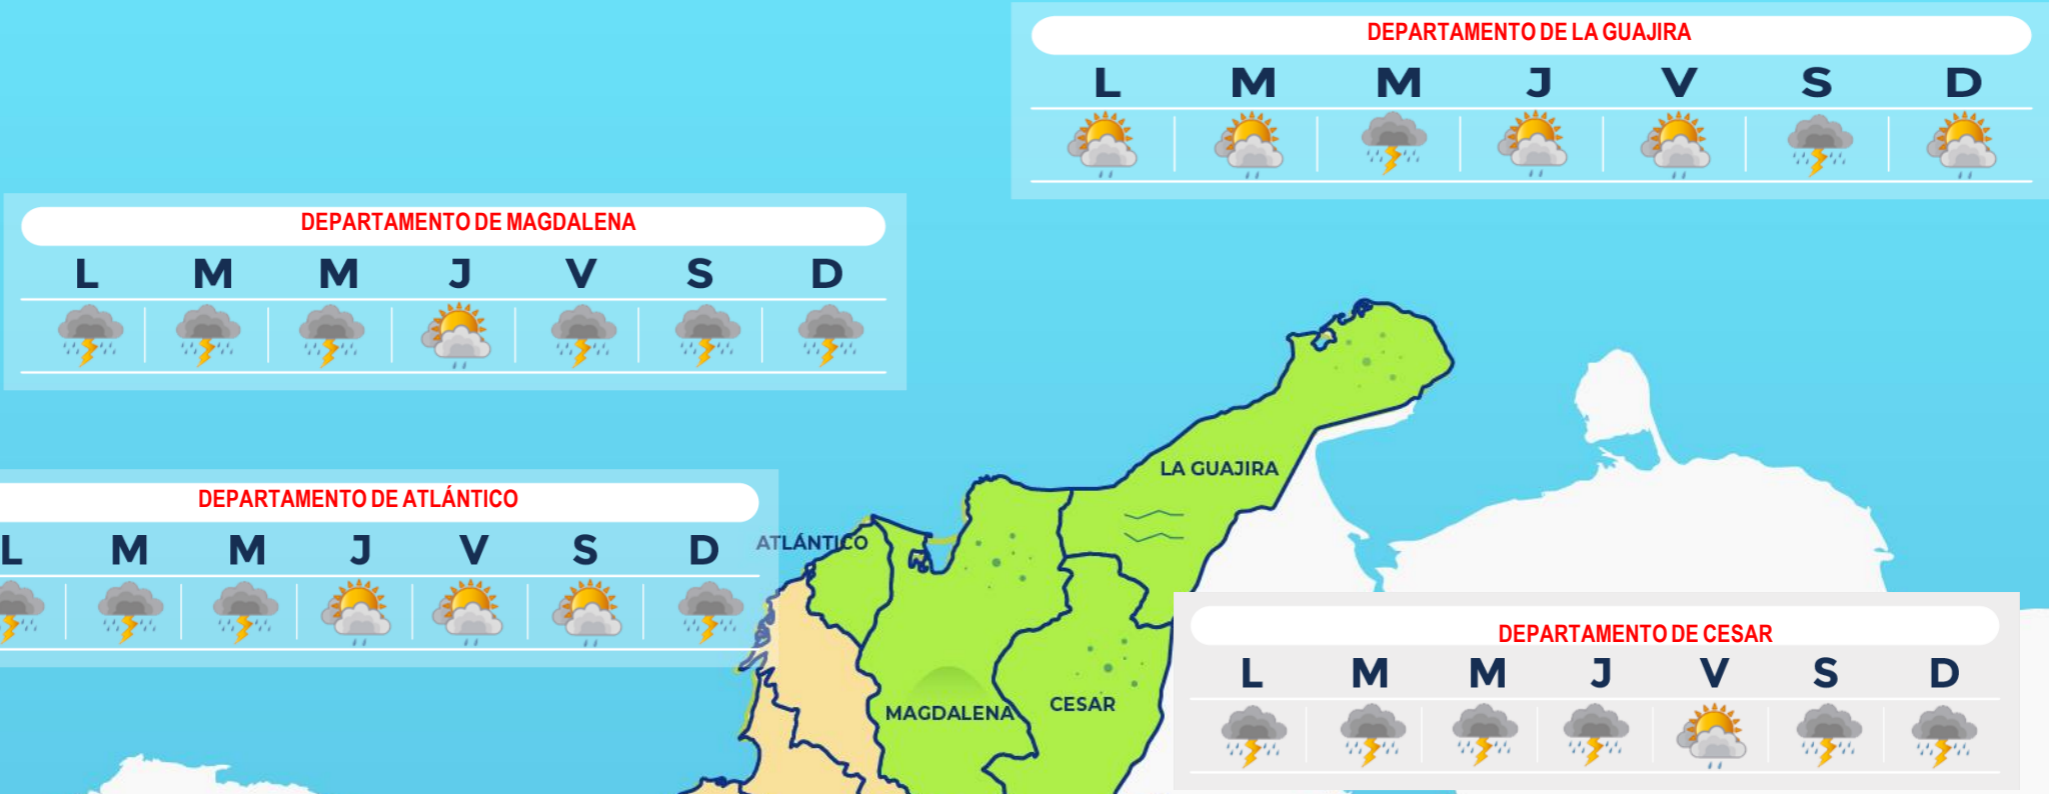 DEPARTAMENTO DE LA GUAJIRA
L M M J V S D
DEPARTAMENTO DE MAGDALENA
L M M J V S D
LA GUAJIRA
DEPARTAMENTO DE ATLÁNTICO
L M M J V S D
ATLÁNTICO
DEPARTAMENTO DE CESAR
L M M J V S D
MAGDALENA
CESAR